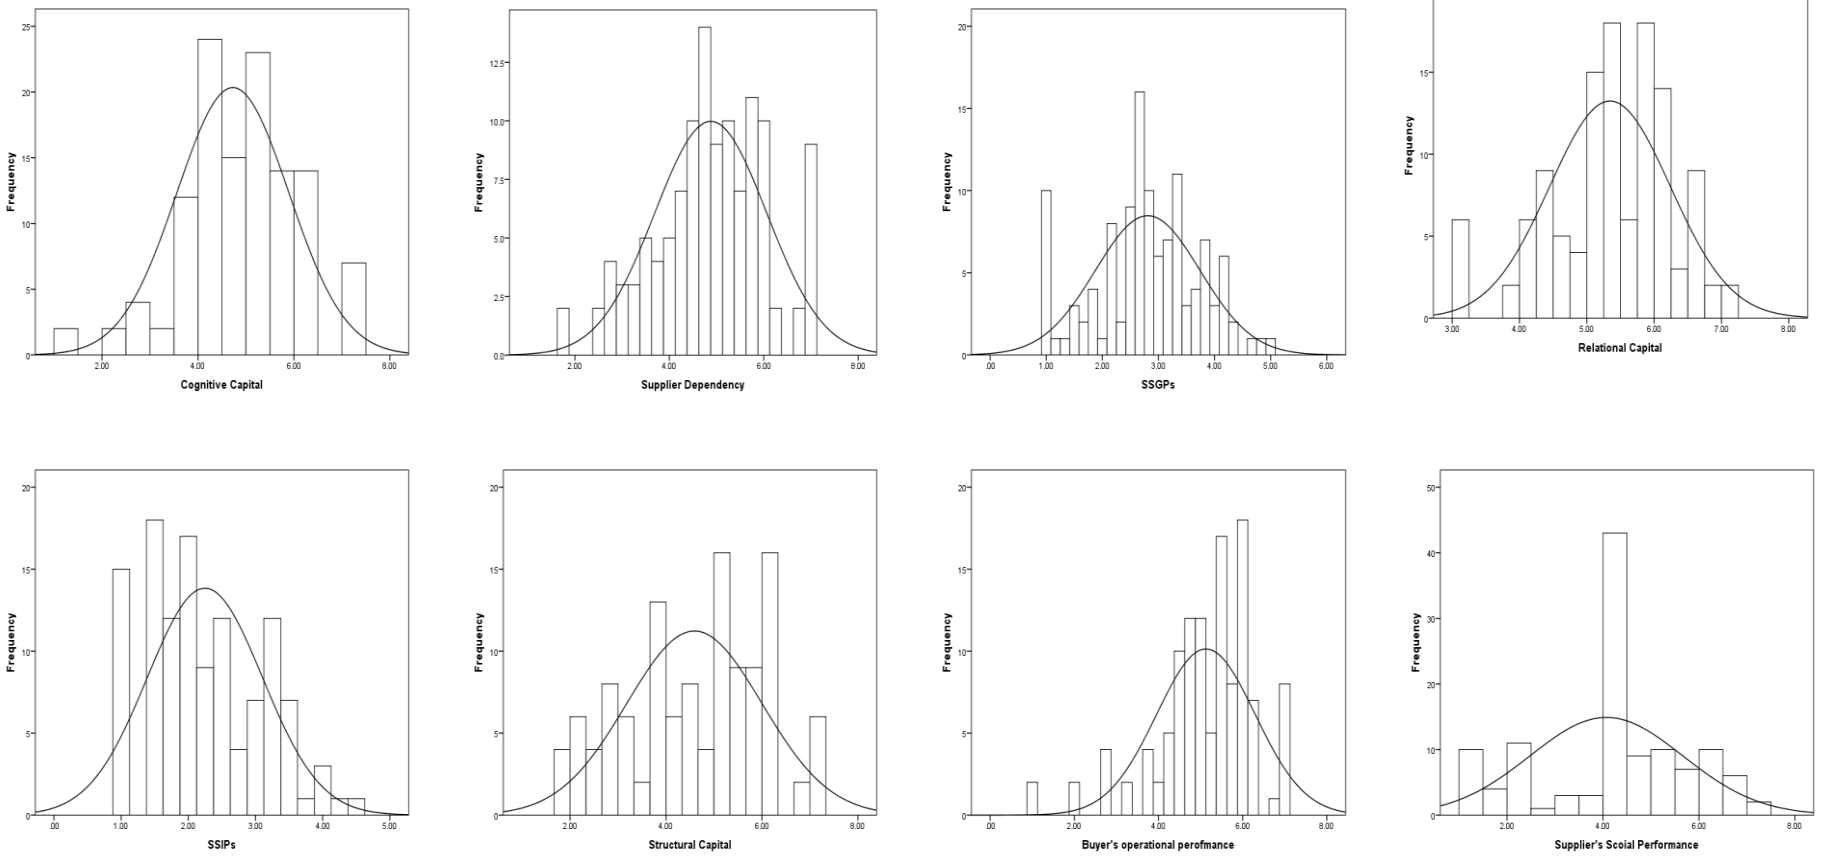 25
20
15
10
5
0
Frequency
2.00 4.00 6.00 8.00
Cognitive Capital
12.5
10.0
7.5
5.0
2.5
0.0
Frequency
2.00 4.00 6.00 8.00
Supplier Dependency
20
15
10
5
0
Frequency
.00 1.00 2.00 3.00 4.00 5.00 6.00
SSGPs
15
10
5
0
Frequency
3.00 4.00 5.00 6.00 7.00 8.00
Relational Capital
20
15
10
5
0
Frequency
.00 1.00 2.00 3.00 4.00 5.00
SSIPs
20
15
10
5
0
Frequency
2.00 4.00 6.00 8.00
Structural Capital
20
15
10
5
0
Frequency
.00 2.00 4.00 6.00 8.00
Buyer's operational perofmance
50
40
30
20
10
0
Frequency
2.00 4.00 6.00 8.00
Supplier's Scoial Performance